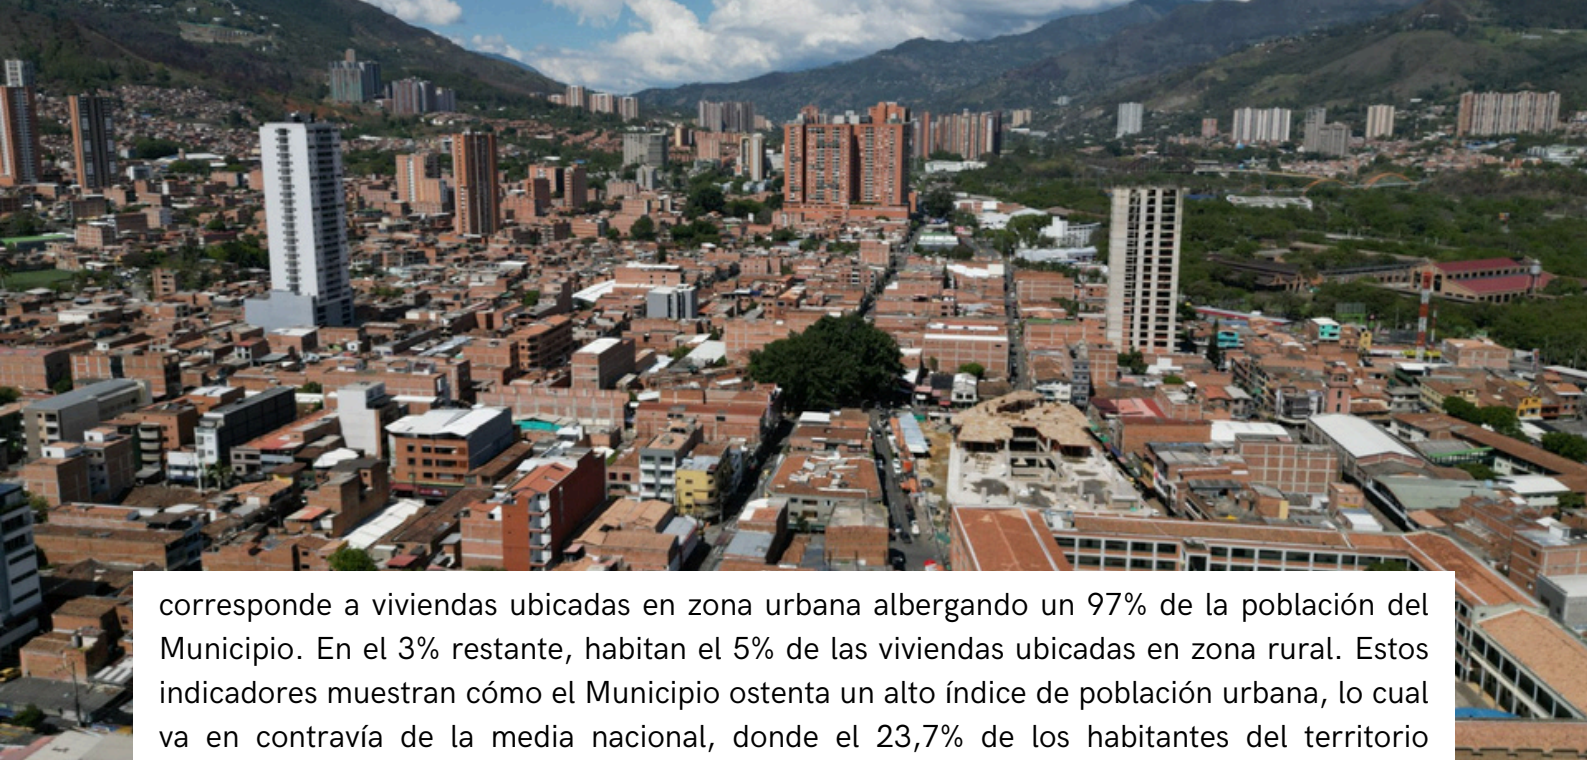 corresponde a viviendas ubicadas en zona urbana albergando un 97% de la población del
Municipio. En el 3% restante, habitan el 5% de las viviendas ubicadas en zona rural. Estos
indicadores muestran cómo el Municipio ostenta un alto índice de población urbana, lo cual
va en contravía de la media nacional, donde el 23,7% de los habitantes del territorio